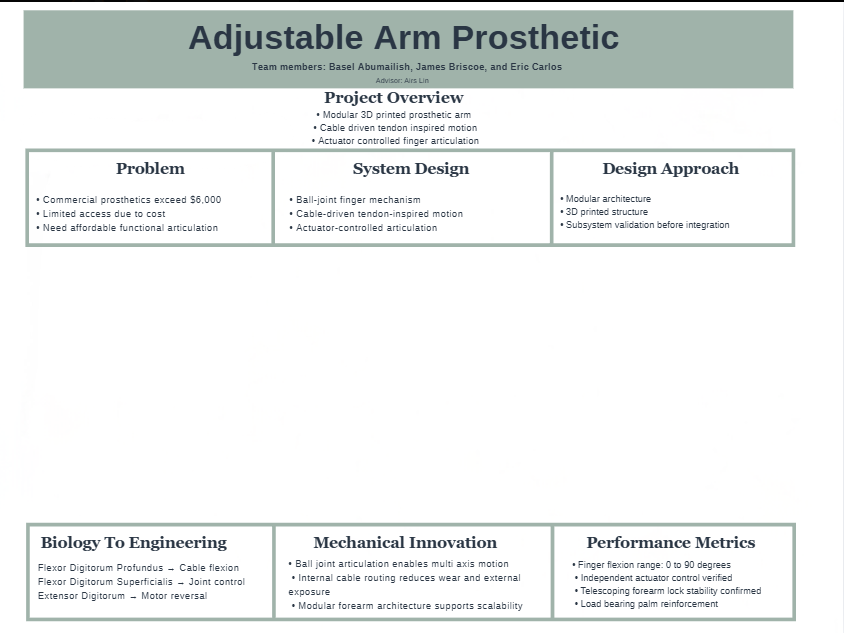 Adjustable Arm Prosthetic
Team members: Basel Abumailish, James Briscoe, and Eric Carlos
Advisor: Airs Lin
Project Overview
• Modular 3D printed prosthetic arm
• Cable driven tendon inspired motion
• Actuator controlled finger articulation
Problem
• Commercial prosthetics exceed $6,000
• Limited access due to cost
• Need affordable functional articulation
System Design
• Ball-joint finger mechanism
• Cable-driven tendon-inspired motion
• Actuator-controlled articulation
Design Approach
• Modular architecture
• 3D printed structure
• Subsystem validation before integration
Biology To Engineering
Flexor Digitorum Profundus → Cable flexion
Flexor Digitorum Superficialis → Joint control
Extensor Digitorum → Motor reversal
Mechanical Innovation
• Ball joint articulation enables multi axis motion
• Internal cable routing reduces wear and external
exposure
• Modular forearm architecture supports scalability
Performance Metrics
• Finger flexion range: 0 to 90 degrees
• Independent actuator control verified
• Telescoping forearm lock stability confirmed
• Load bearing palm reinforcement